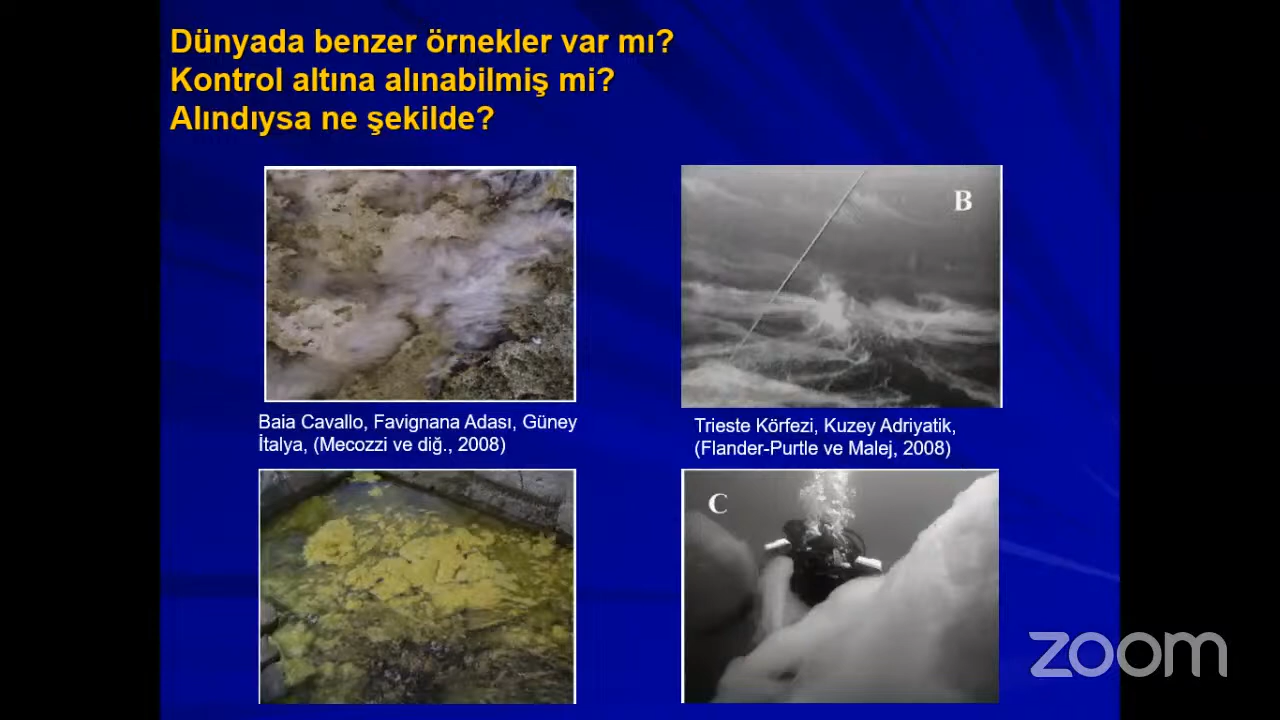 Dünyada benzer örnekler var mı?
Kontrol altına alınabilmiş mi?
Alındıysa ne şekilde?
B
Baia Cavallo, Favignana Adası, Güney
İtalya, (Mecozzi ve diğ., 2008)
Trieste Körfezi, Kuzey Adriyatik,
(Flander-Purtle ve Malej, 2008)
C
zoom